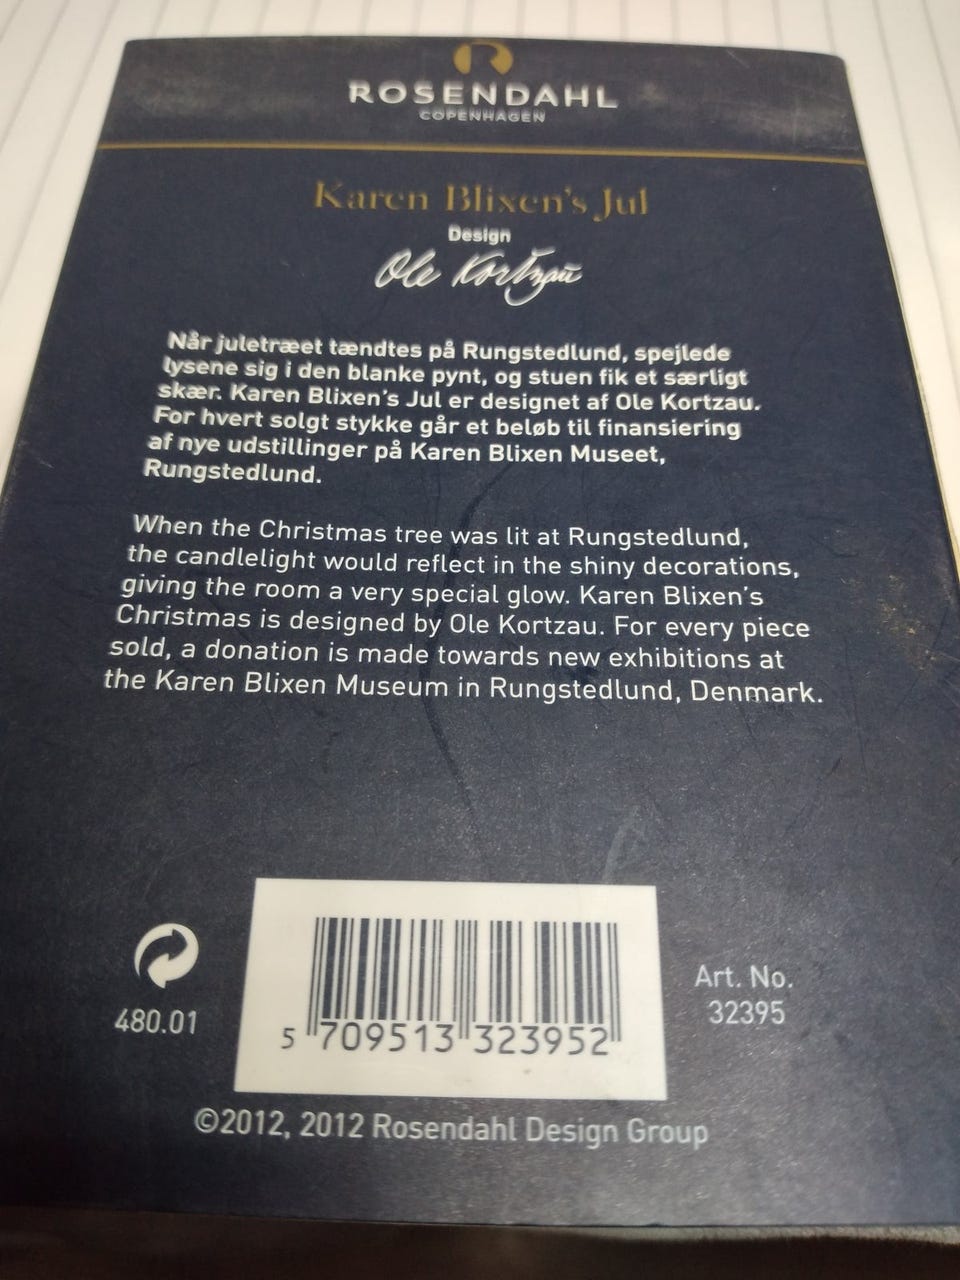 ROSENDAHL
COPENHAGEN
Karen Blixen's Jul
Design
Ole Kortzau
Når juletræet tændtes på Rungstedlund, spejlede
lysene sig i den blanke pynt, og stuen fik et særligt
skær. Karen Blixen's Jul er designet af Ole Kortzau.
For hvert solgt stykke går et beløb til finansiering
af nye udstillinger på Karen Blixen Museet,
Rungstedlund.
When the Christmas tree was lit at Rungstedlund,
the candlelight would reflect in the shiny decorations,
giving the room a very special glow. Karen Blixen's
Christmas is designed by Ole Kortzau. For every piece
sold, a donation is made towards new exhibitions at
the Karen Blixen Museum in Rungstedlund, Denmark.
480.01
5 709513 323952
Art. No.
32395
©2012, 2012 Rosendahl Design Group